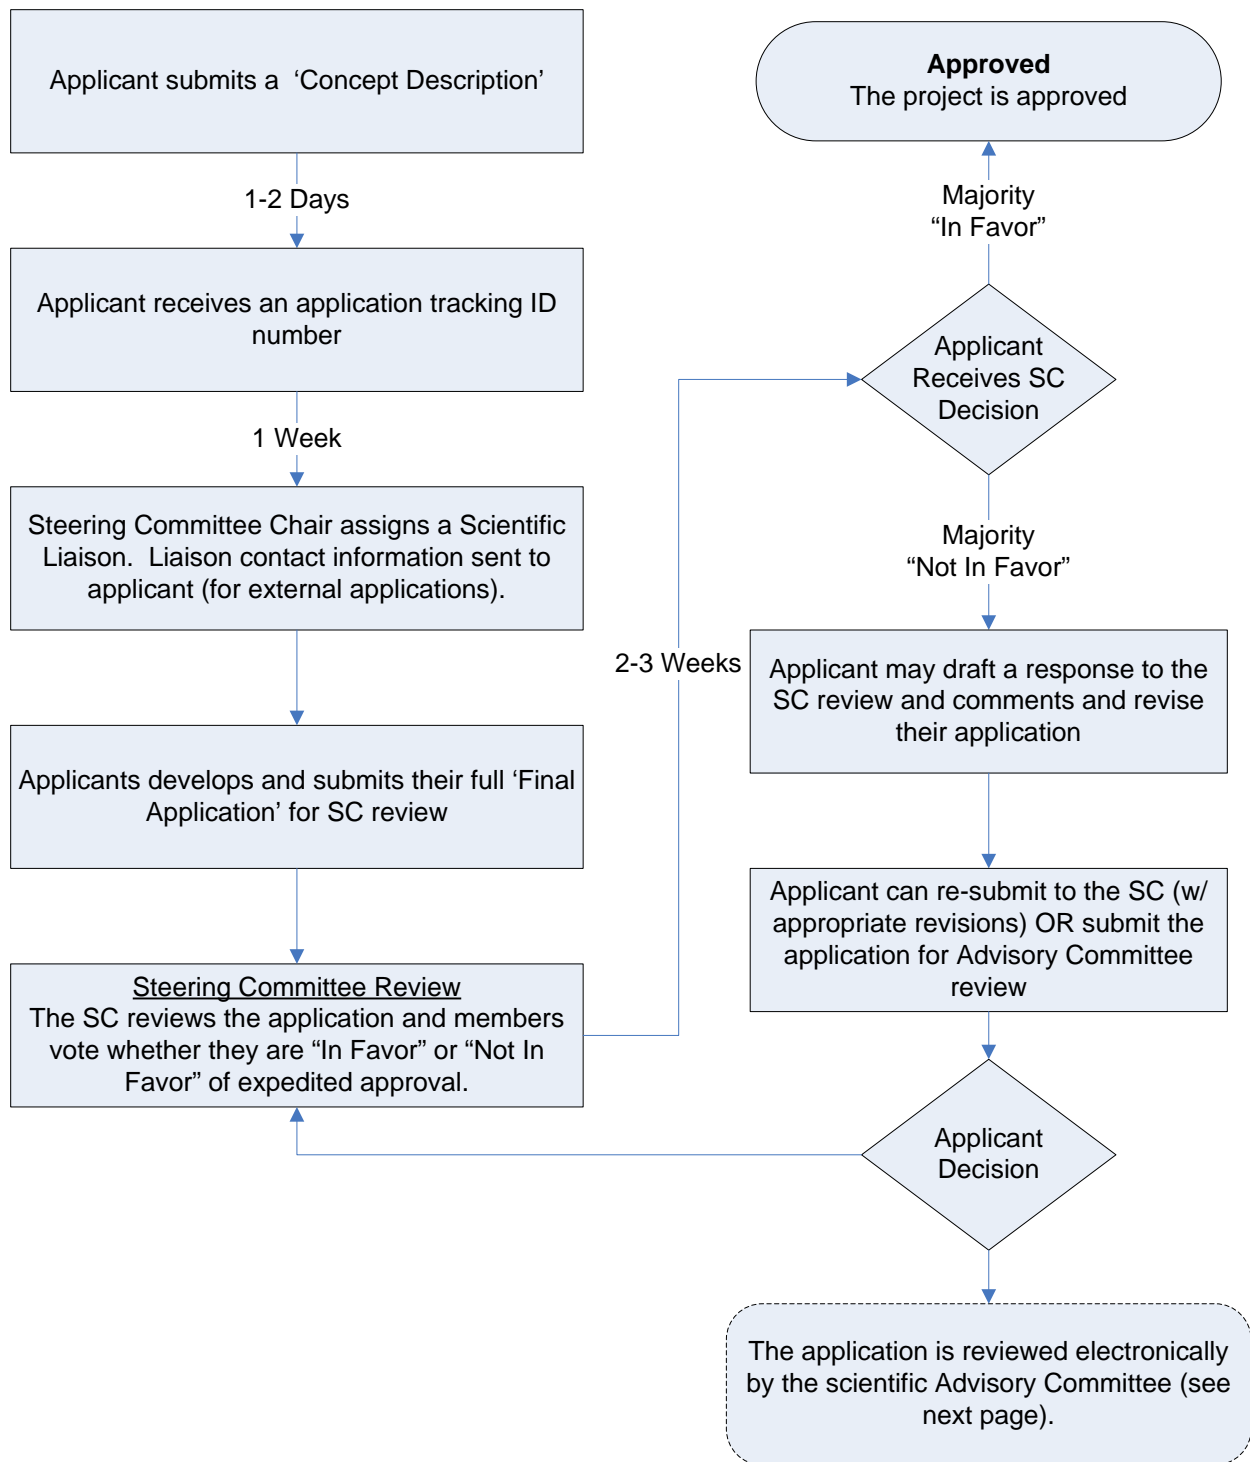 Applicant submits a ‘Concept Description’
1-2 Days
Applicant receives an application tracking ID
number
1 Week
Steering Committee Chair assigns a Scientific
Liaison. Liaison contact information sent to
applicant (for external applications).
Applicants develops and submits their full ‘Final
Application’ for SC review
Steering Committee Review
The SC reviews the application and members
vote whether they are “In Favor” or “Not In
Favor” of expedited approval.
2-3 Weeks
Approved
The project is approved
Majority
“In Favor”
Applicant
Receives SC
Decision
Majority
“Not In Favor”
Applicant may draft a response to the
SC review and comments and revise
their application
Applicant can re-submit to the SC (w/
appropriate revisions) OR submit the
application for Advisory Committee
review
Applicant
Decision
The application is reviewed electronically
by the scientific Advisory Committee (see
next page).